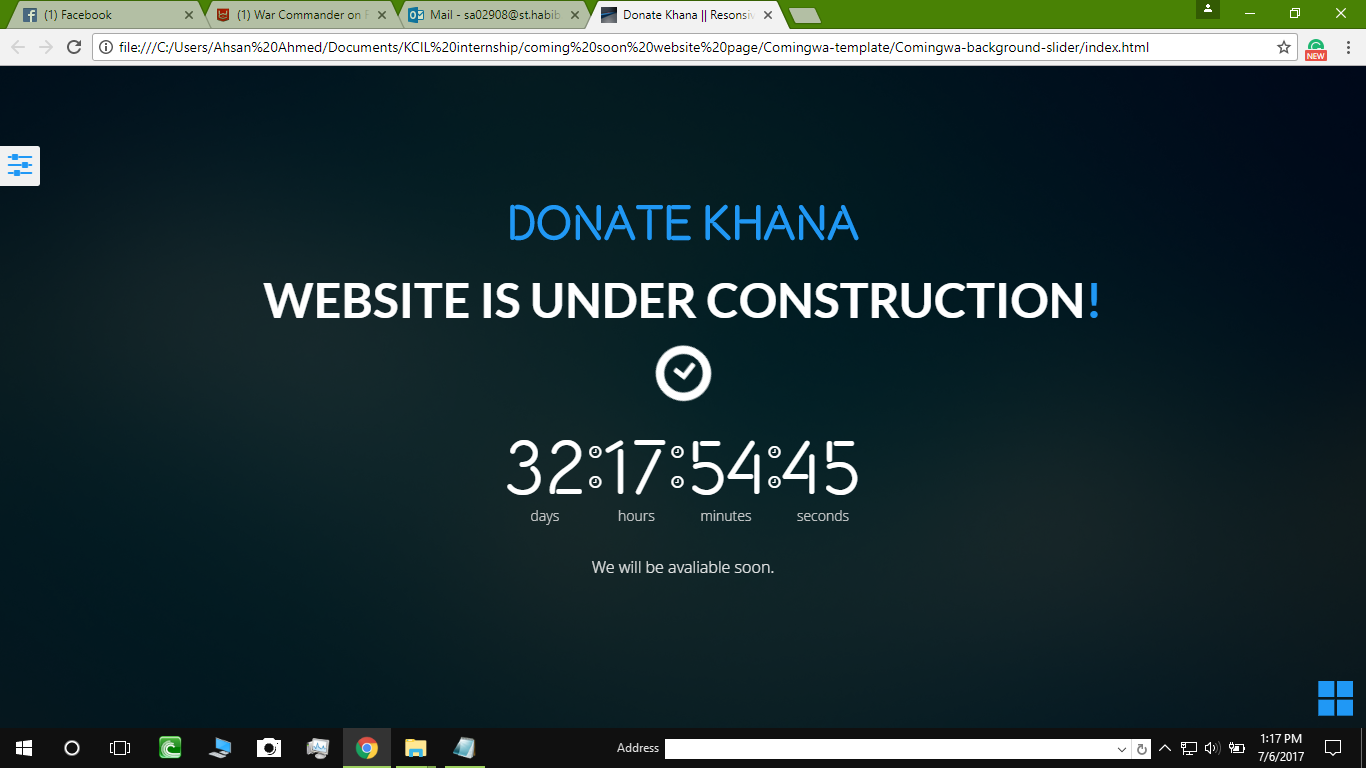 (1) Facebook
(1) War Commander on F
Mail - sa02908@st.habib
Donate Khana || Resonsiv
file:///C:/Users/Ahsan%20Ahmed/Documents/KCIL%20internship/coming%20soon%20website%20page/Comingwa-template/Comingwa-background-slider/index.html
NEW
DONATE KHANA
WEBSITE IS UNDER CONSTRUCTION!
32:17:54:45
days hours minutes seconds
We will be avaliable soon.
Address
1:17 PM
7/6/2017